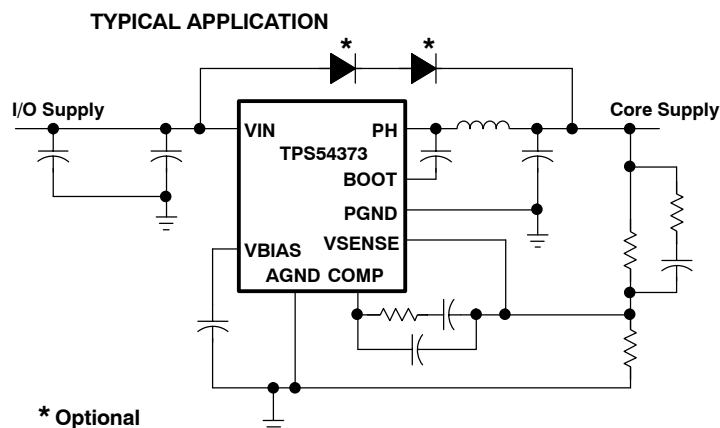 TYPICAL APPLICATION
* *
I/O Supply
Core Supply
VIN
PH
TPS54373
BOOT
PGND
VSENSE
VBIAS
AGND COMP
* Optional